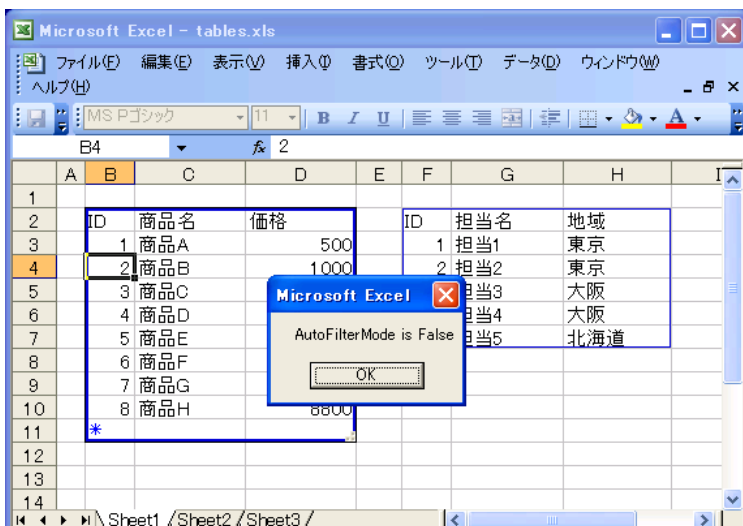 Microsoft Excel - tables.xls
ファイル(F) 編集(E) 表示(V) 挿入(I) 書式(O) ツール(T) データ(D) ウィンドウ(W)
ヘルプ(H)
MS Pゴシック 11 B I U A
B4 fx 2
A B C D E F G H I
1
2 ID 商品名 価格 ID 担当名 地域
3 1 商品A 500 1 担当1 東京
4 2 商品B 1000 2 担当2 東京
5 3 商品C 担当3 大阪
6 4 商品D 担当4 大阪
7 5 商品E 担当5 北海道
8 6 商品F
9 7 商品G
10 8 商品H 8800
11 *
12
13
14
Microsoft Excel
AutoFilterMode is False
OK
Sheet1 / Sheet2 / Sheet3 /